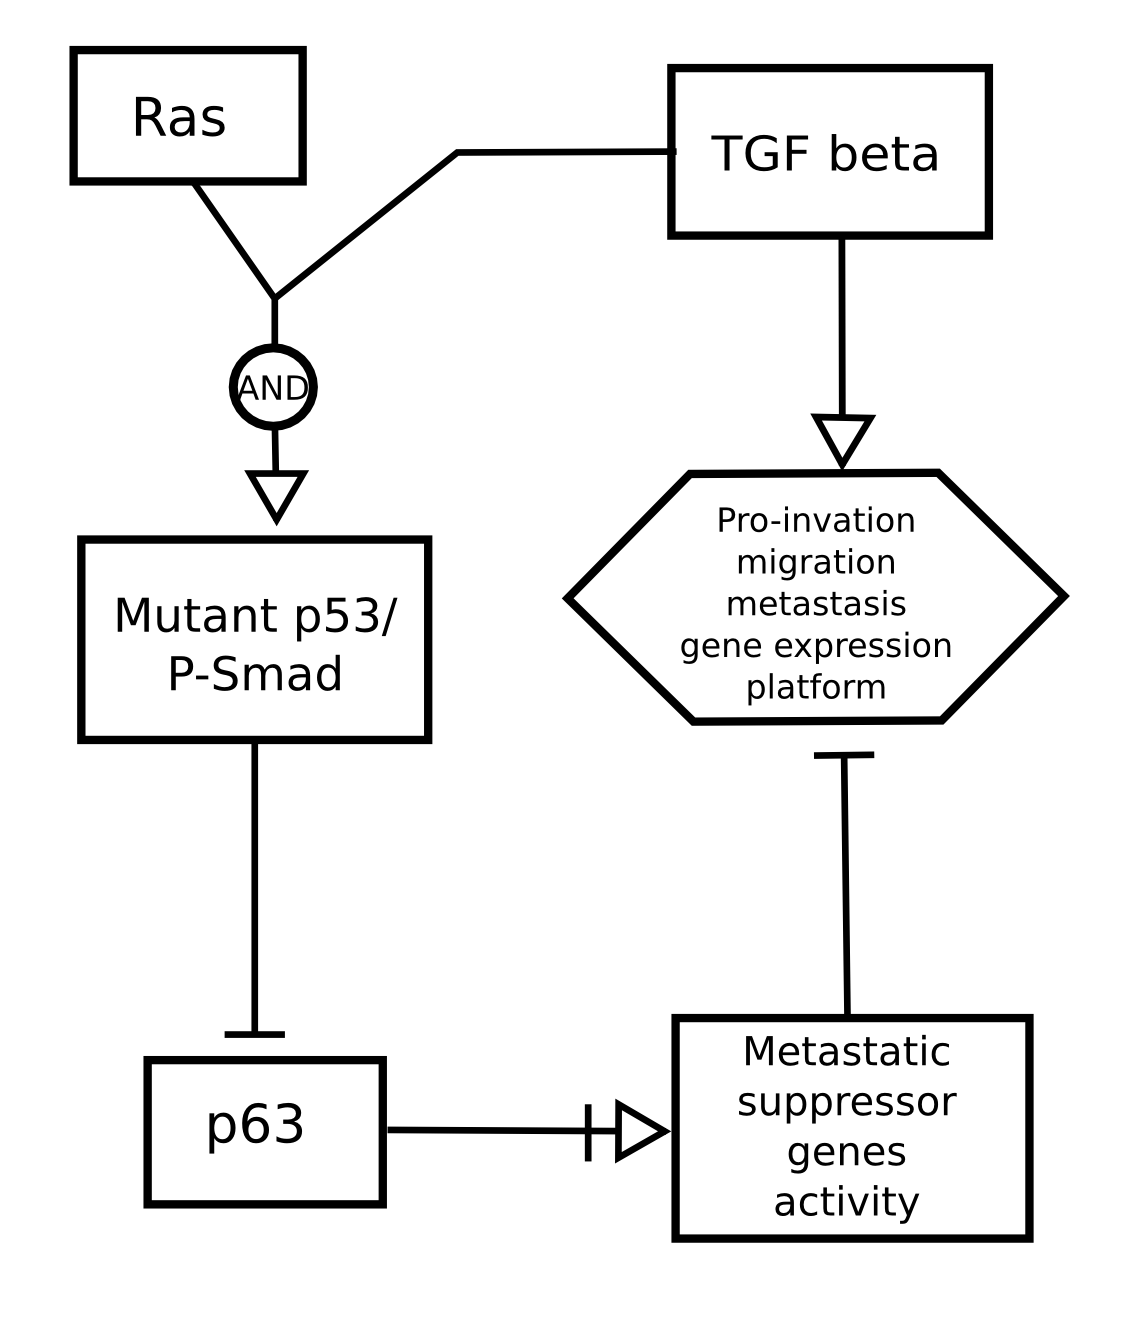 Ras
TGF beta
AND
Mutant p53/
P-Smad
Pro-invation
migration
metastasis
gene expression
platform
p63
Metastatic
suppressor
genes
activity